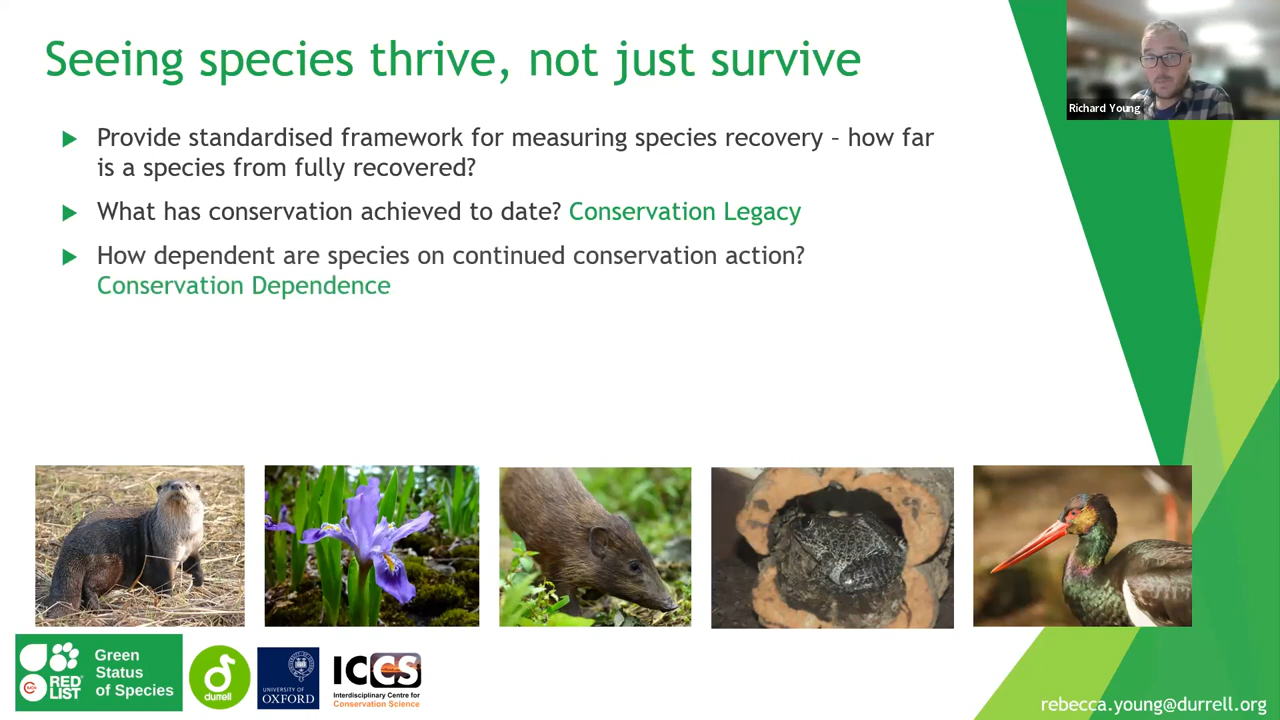 Seeing species thrive, not just survive
Richard Young
Provide standardised framework for measuring species recovery – how far
is a species from fully recovered?
What has conservation achieved to date? Conservation Legacy
How dependent are species on continued conservation action?
Conservation Dependence
RED
LIST
Green
Status
of Species
durrell
UNIVERSITY OF
OXFORD
ICCS
Interdisciplinary Centre for
Conservation Science
rebecca.young@durrell.org